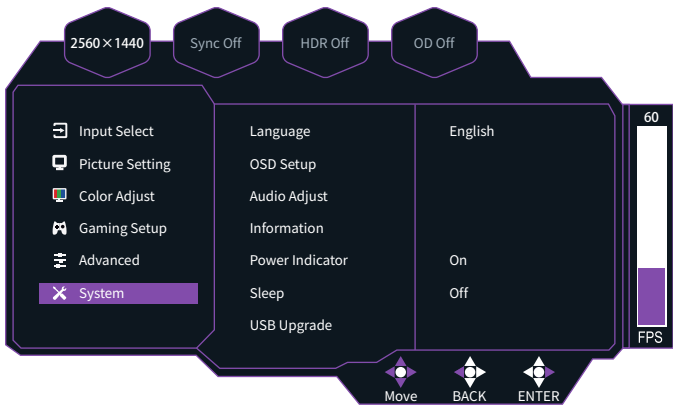 2560×1440
Sync Off
HDR Off
OD Off
60
Input Select
Picture Setting
Color Adjust
Gaming Setup
Advanced
System
Language
English
OSD Setup
Audio Adjust
Information
Power Indicator
On
Sleep
Off
USB Upgrade
FPS
Move
BACK
ENTER